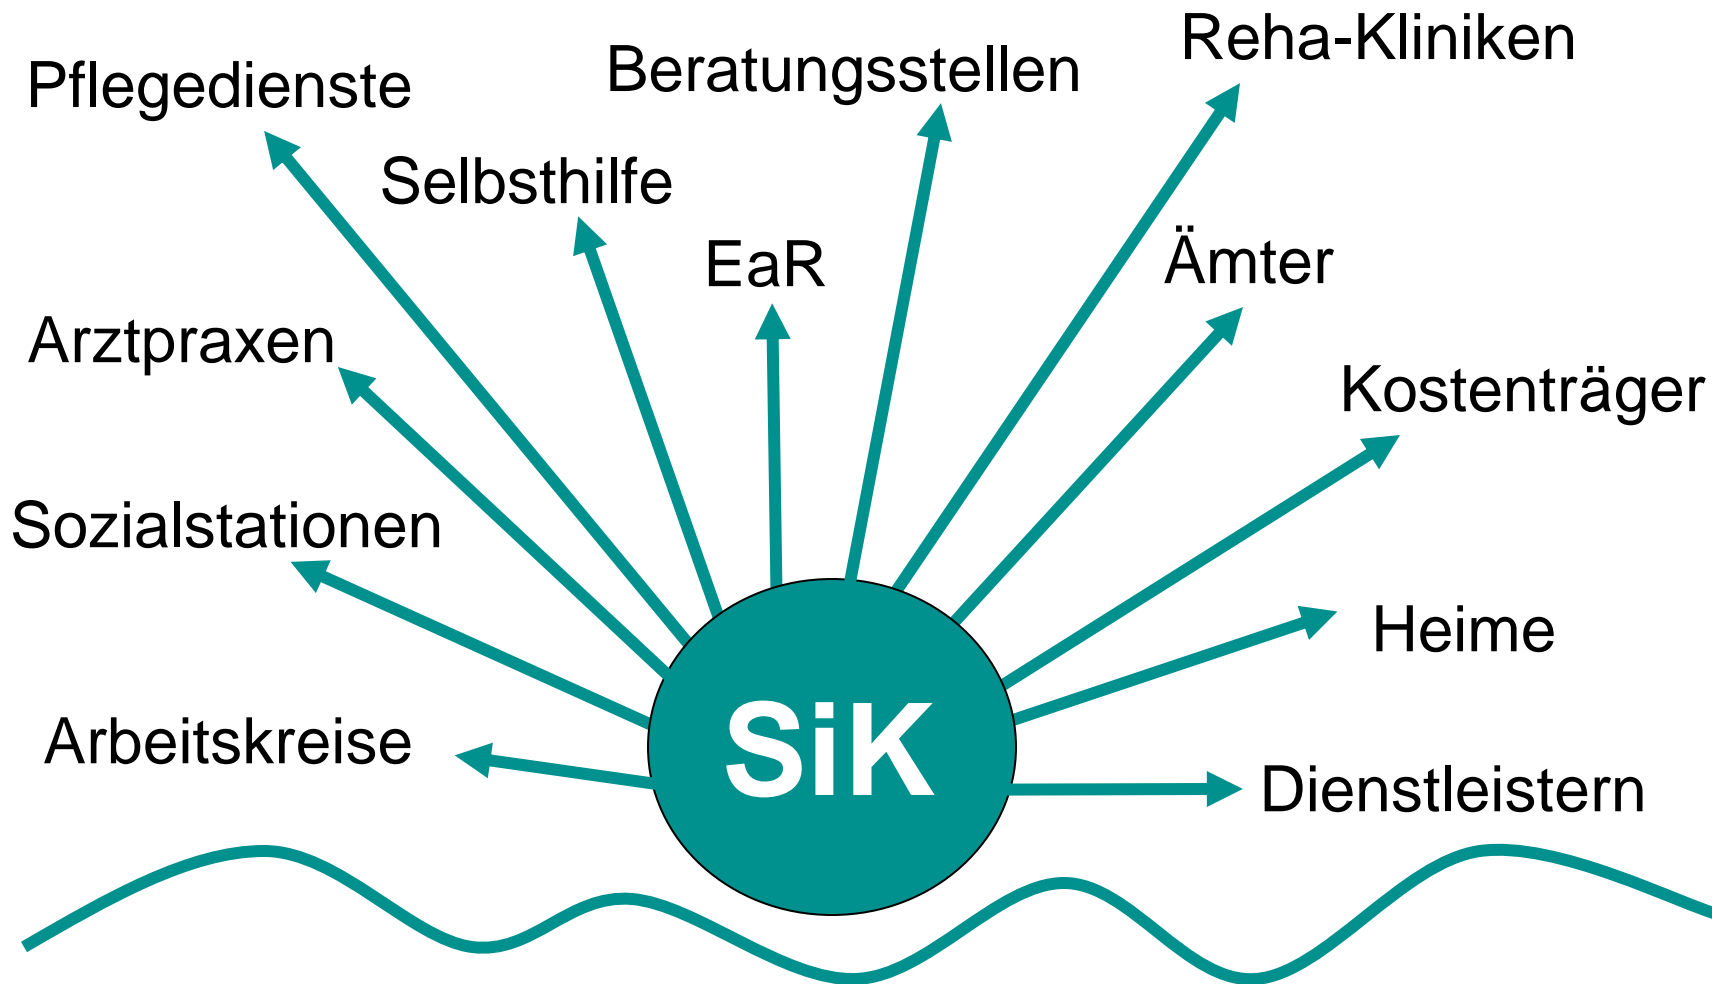 Reha-Kliniken
Beratungsstellen
Pflegedienste
Selbsthilfe
EaR
Ämter
Arztpraxen
Kostenträger
Sozialstationen
Heime
SiK
Arbeitskreise
Dienstleistern